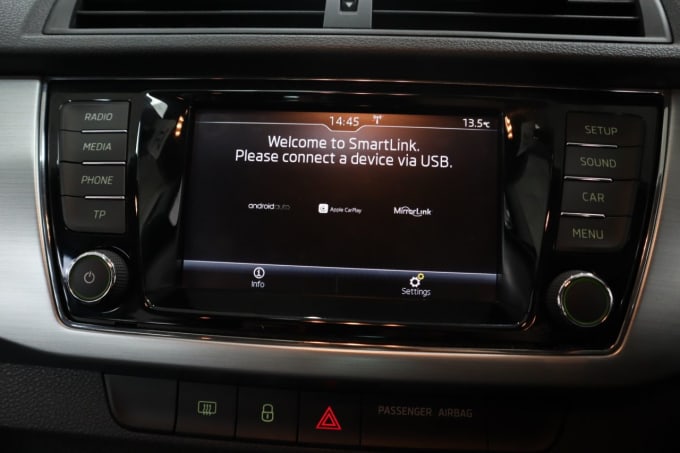 RADIO
MEDIA
PHONE
TP
14:45
13.5°C
Welcome to SmartLink.
Please connect a device via USB.
androidauto
Apple CarPlay
MirrorLink
Info
Settings
SETUP
SOUND
CAR
MENU
PASSENGER AIRBAG